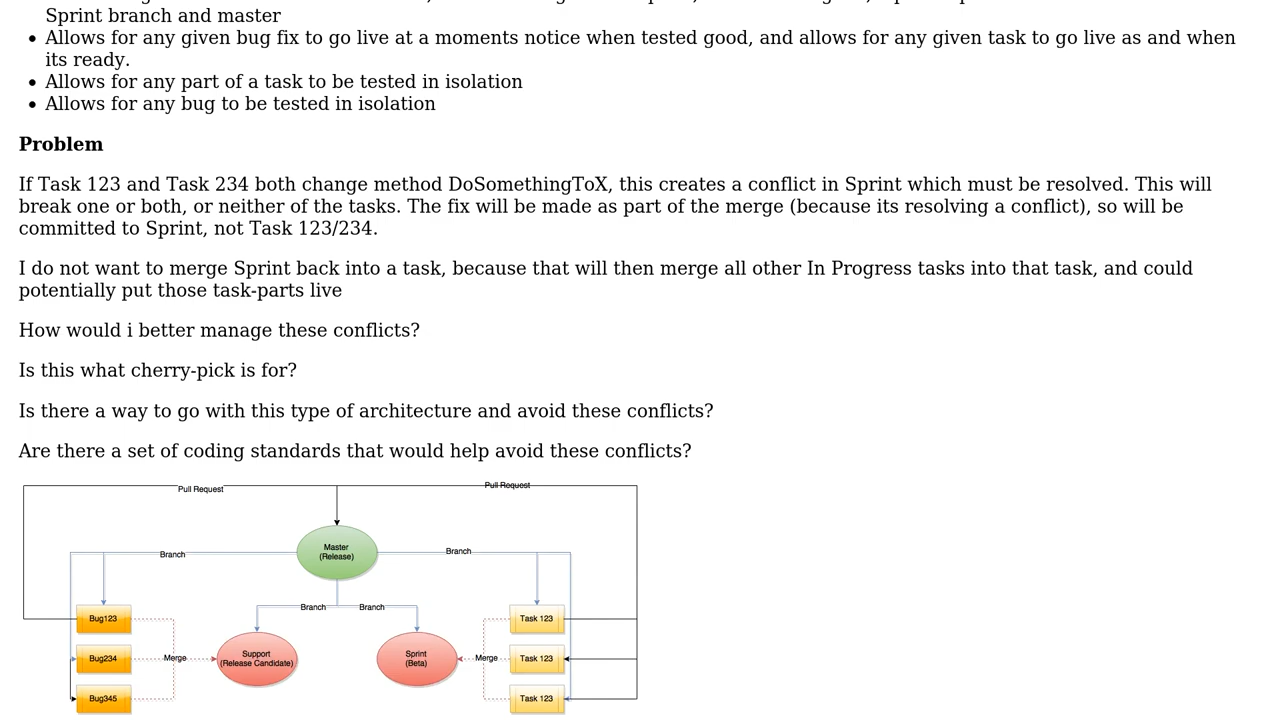 Sprint branch and master
• Allows for any given bug fix to go live at a moments notice when tested good, and allows for any given task to go live as and when
its ready.
• Allows for any part of a task to be tested in isolation
• Allows for any bug to be tested in isolation
Problem
If Task 123 and Task 234 both change method DoSomethingToX, this creates a conflict in Sprint which must be resolved. This will
break one or both, or neither of the tasks. The fix will be made as part of the merge (because its resolving a conflict), so will be
committed to Sprint, not Task 123/234.
I do not want to merge Sprint back into a task, because that will then merge all other In Progress tasks into that task, and could
potentially put those task-parts live
How would i better manage these conflicts?
Is this what cherry-pick is for?
Is there a way to go with this type of architecture and avoid these conflicts?
Are there a set of coding standards that would help avoid these conflicts?
Pull Request
Pull Request
Master
(Release)
Branch
Branch
Branch
Branch
Bug123
Task 123
Bug234
Merge
Support
(Release Candidate)
Sprint
(Beta)
Merge
Task 123
Bug345
Task 123